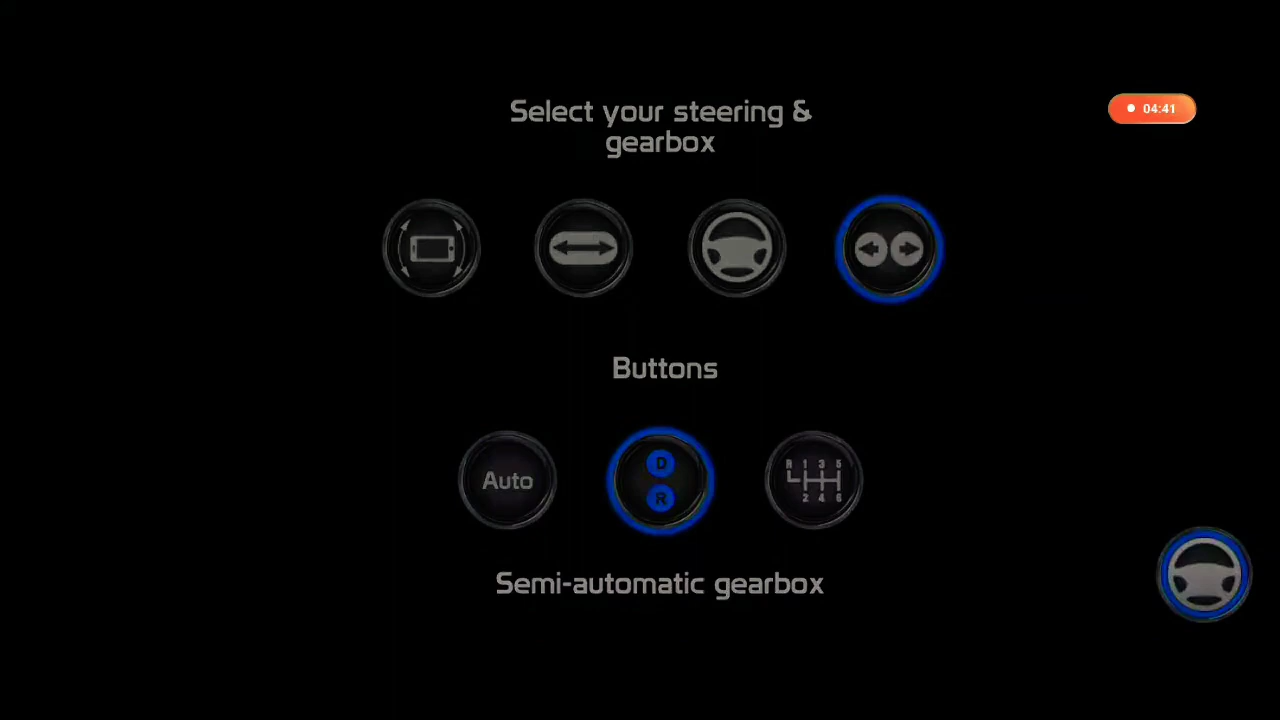 Select your steering &
gearbox
04:41
Buttons
Auto
D
R
R 1 3 5
2 4 6
Semi-automatic gearbox